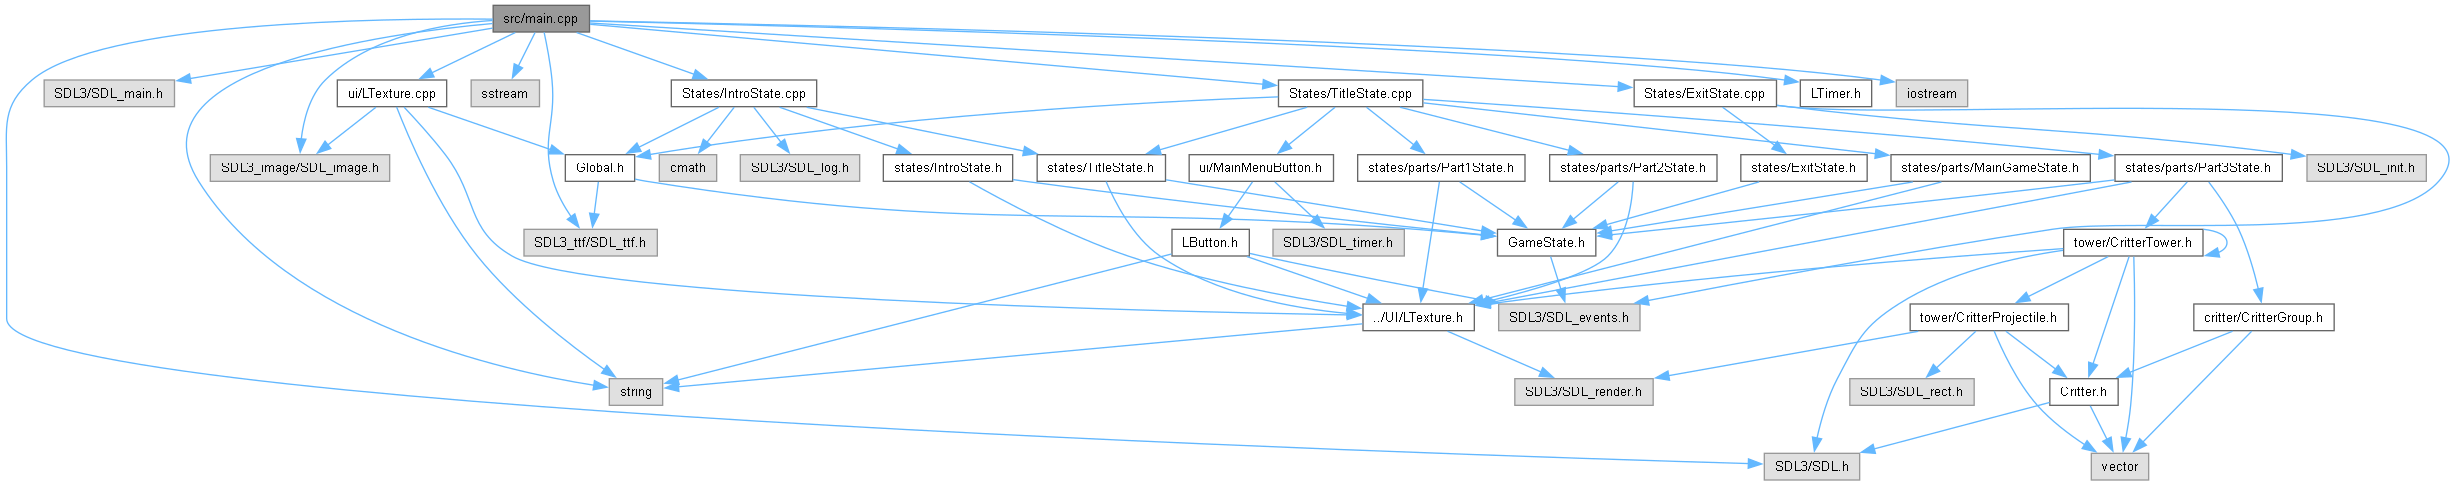 src/main.cpp
SDL3/SDL_main.h
ui/LTexture.cpp
sstream
States/IntroState.cpp
States/TitleState.cpp
States/ExitState.cpp
LTimer.h
iostream
SDL3_image/SDL_image.h
Global.h
cmath
SDL3/SDL_log.h
states/IntroState.h
states/TitleState.h
ui/MainMenuButton.h
states/parts/Part1State.h
states/parts/Part2State.h
states/ExitState.h
states/parts/MainGameState.h
states/parts/Part3State.h
SDL3/SDL_init.h
SDL3_ttf/SDL_ttf.h
LButton.h
SDL3/SDL_timer.h
GameState.h
tower/CritterTower.h
../UI/LTexture.h
SDL3/SDL_events.h
tower/CritterProjectile.h
critter/CritterGroup.h
string
SDL3/SDL_render.h
SDL3/SDL_rect.h
Critter.h
SDL3/SDL.h
vector